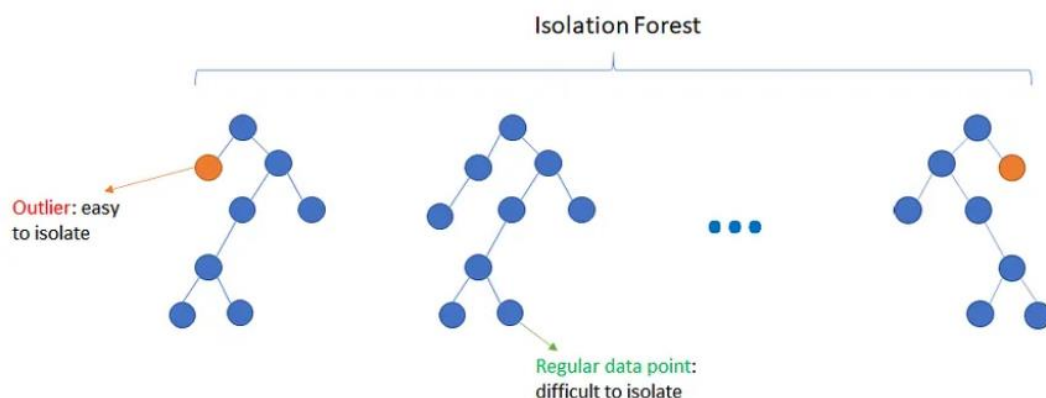 Isolation Forest
Outlier: easy
to isolate
Regular data point:
difficult to isolate